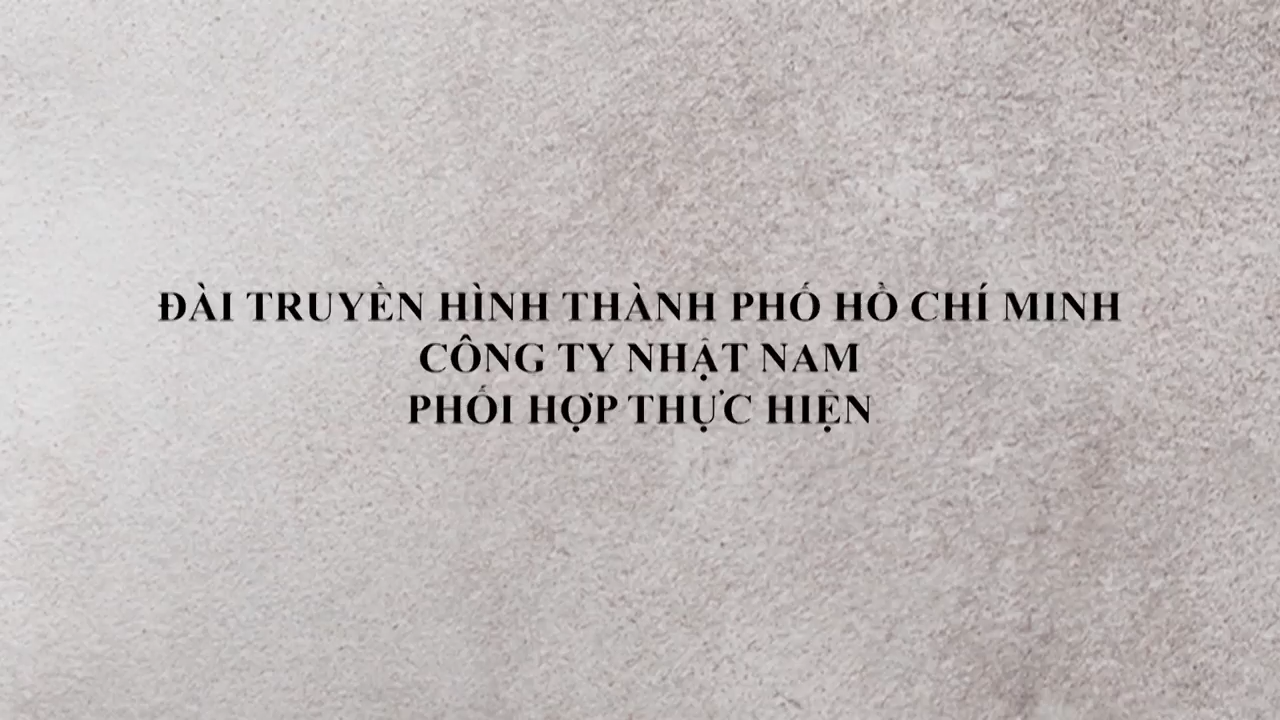 ĐÀI TRUYỀN HÌNH THÀNH PHỐ HỒ CHÍ MINH
CÔNG TY NHẬT NAM
PHỐI HỢP THỰC HIỆN